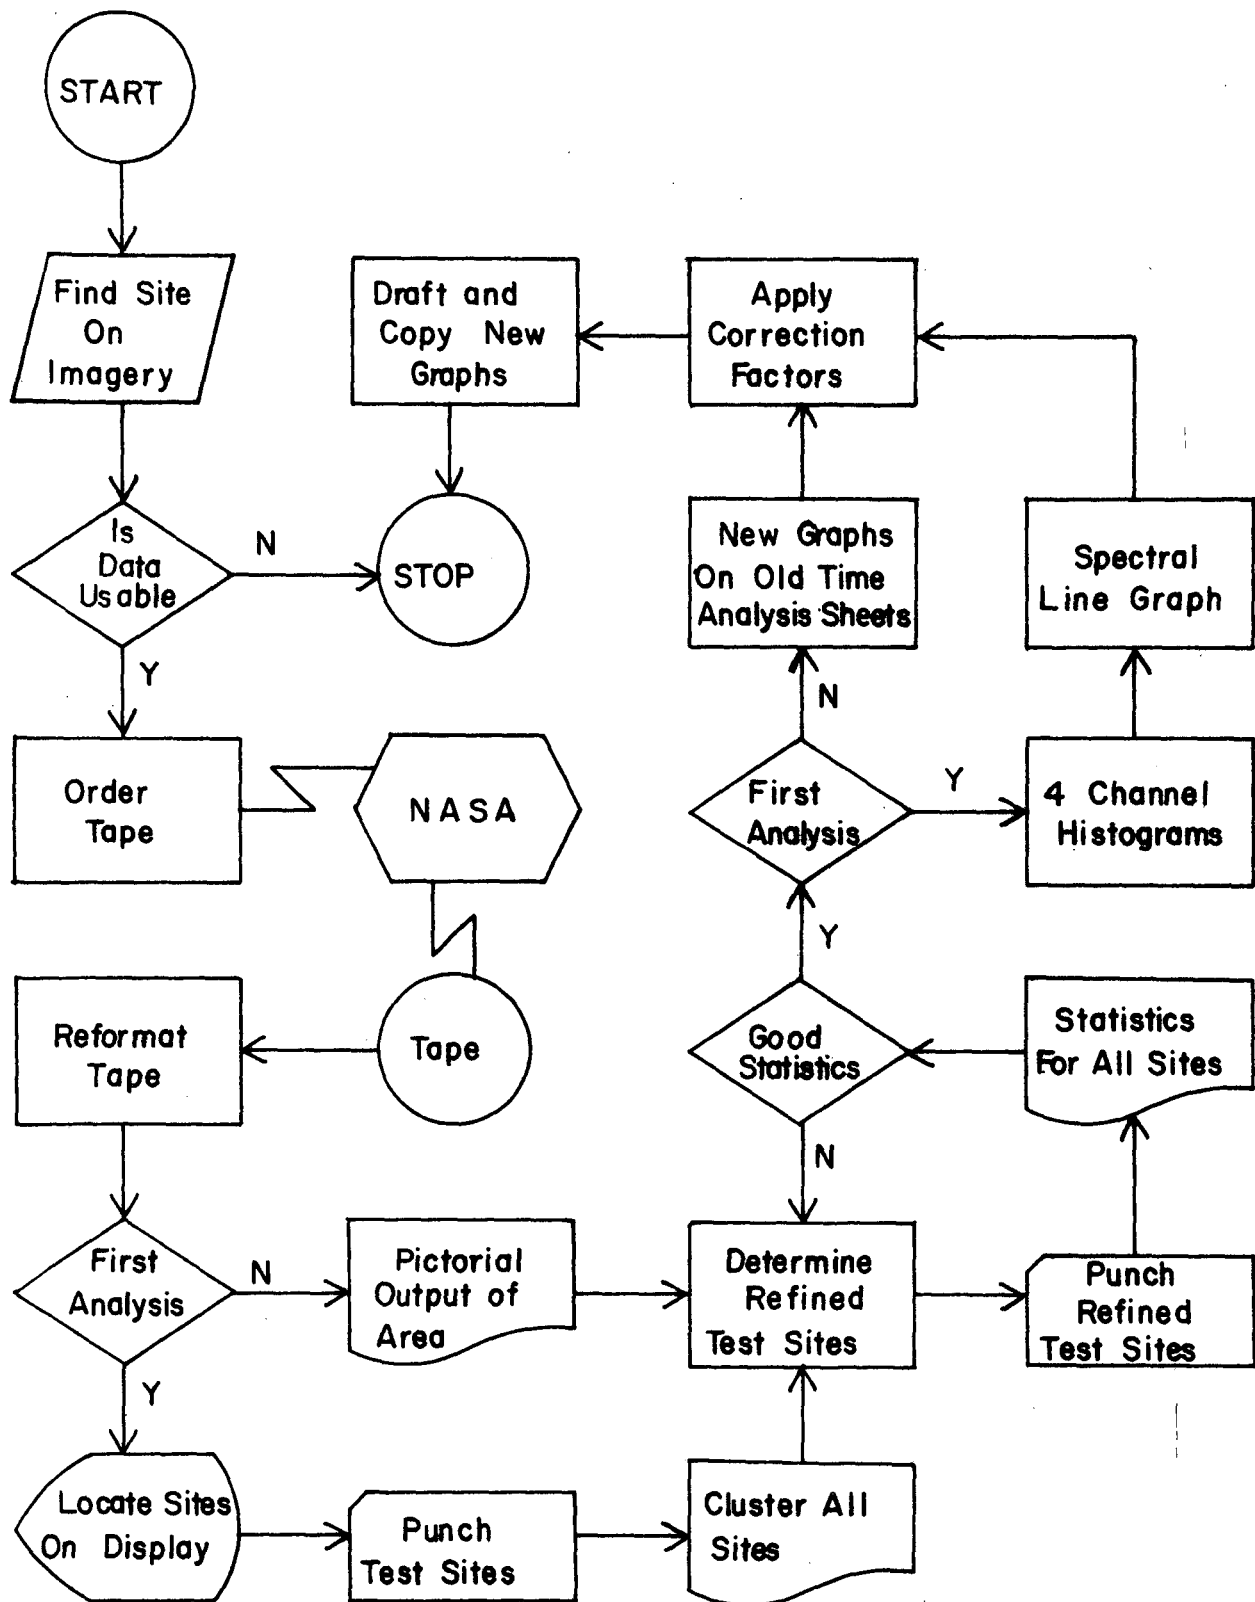 START
Find Site
On
Imagery
Draft and
Copy New
Graphs
Apply
Correction
Factors
Is
Data
Usable
N
STOP
New Graphs
On Old Time
Analysis Sheets
Spectral
Line Graph
Y
N
Order
Tape
NASA
First
Analysis
Y
4 Channel
Histograms
Y
Reformat
Tape
Tape
Good
Statistics
Statistics
For All Sites
N
First
Analysis
N
Pictorial
Output of
Area
Determine
Refined
Test Sites
Punch
Refined
Test Sites
Y
Locate Sites
On Display
Punch
Test Sites
Cluster All
Sites